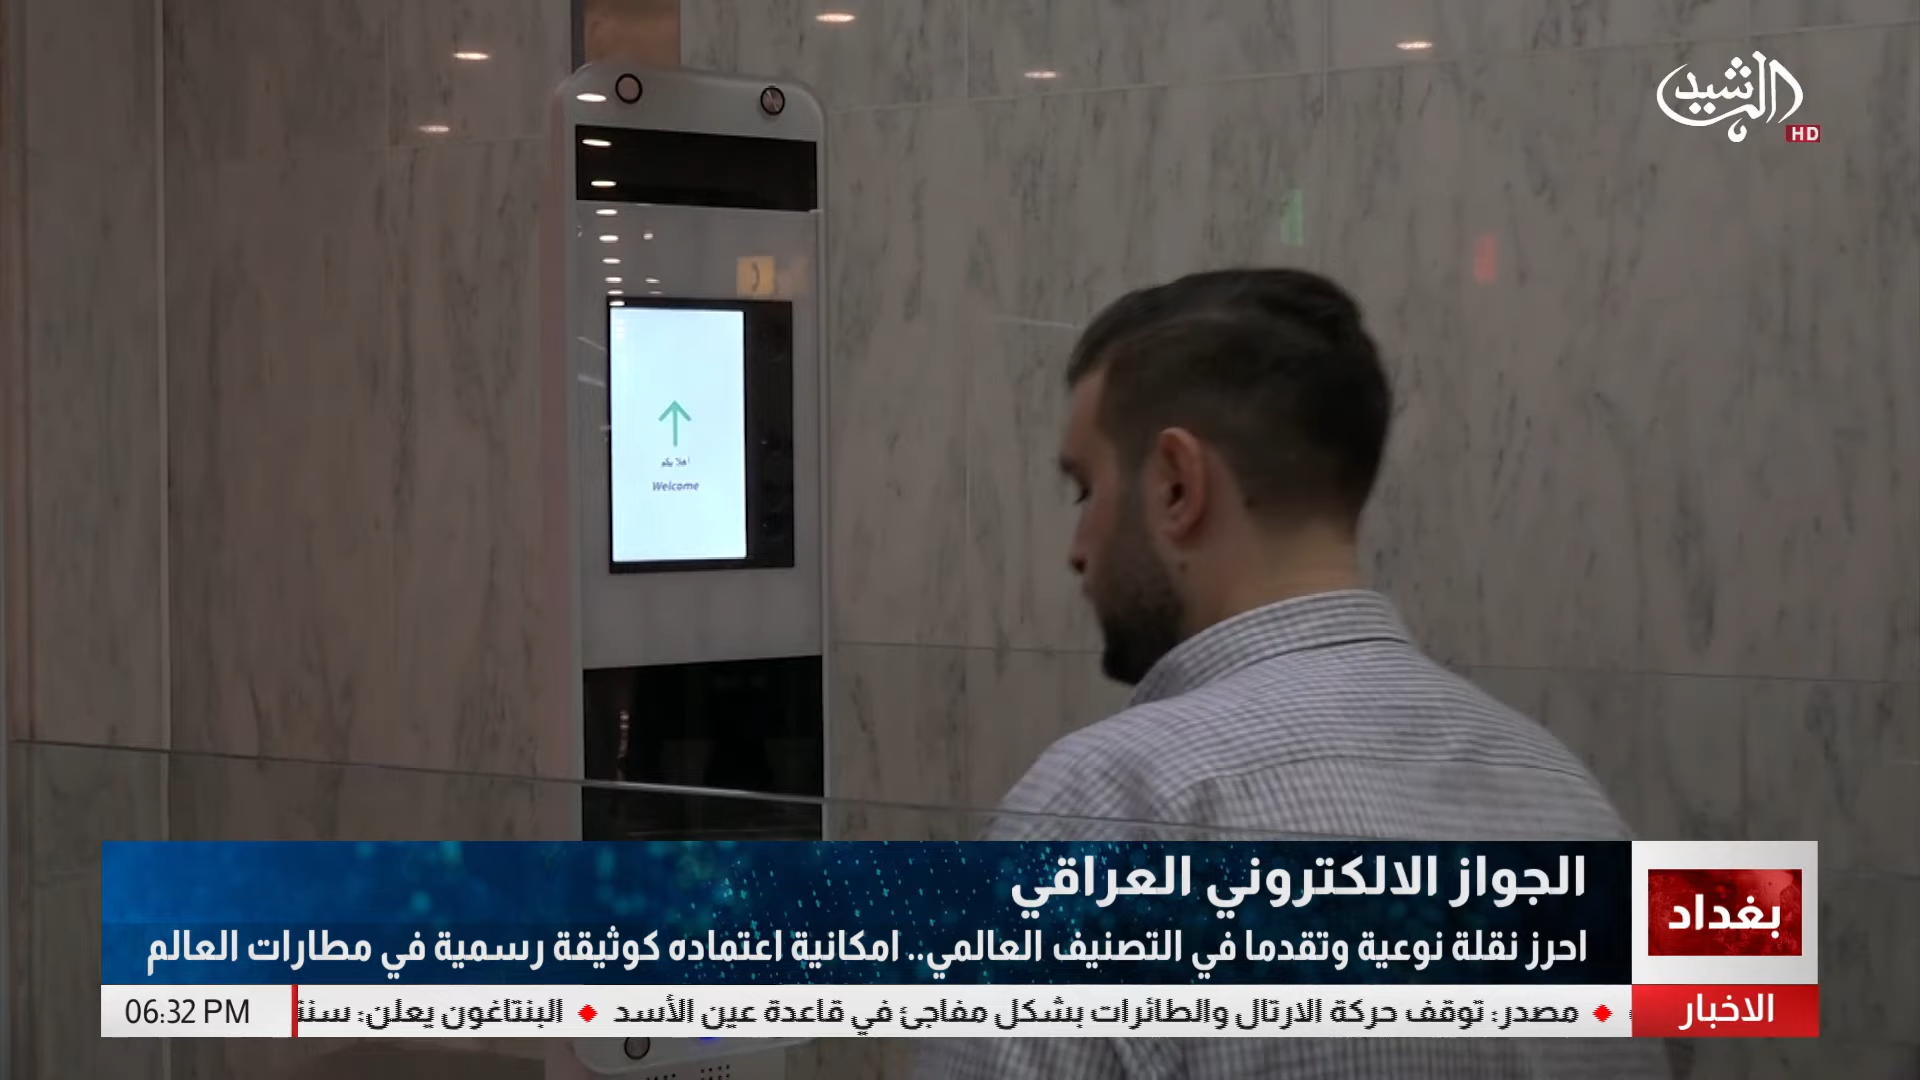 الرشيد
HD
أهلا بكم
Welcome
الجواز الالكتروني العراقي
بغداد
احرز نقلة نوعية وتقدما في التصنيف العالمي.. امكانية اعتماده كوثيقة رسمية في مطارات العالم
الاخبار
مصدر: توقف حركة الارتال والطائرات بشكل مفاجئ في قاعدة عين الأسد ♦ البنتاغون يعلن:
06:32 PM